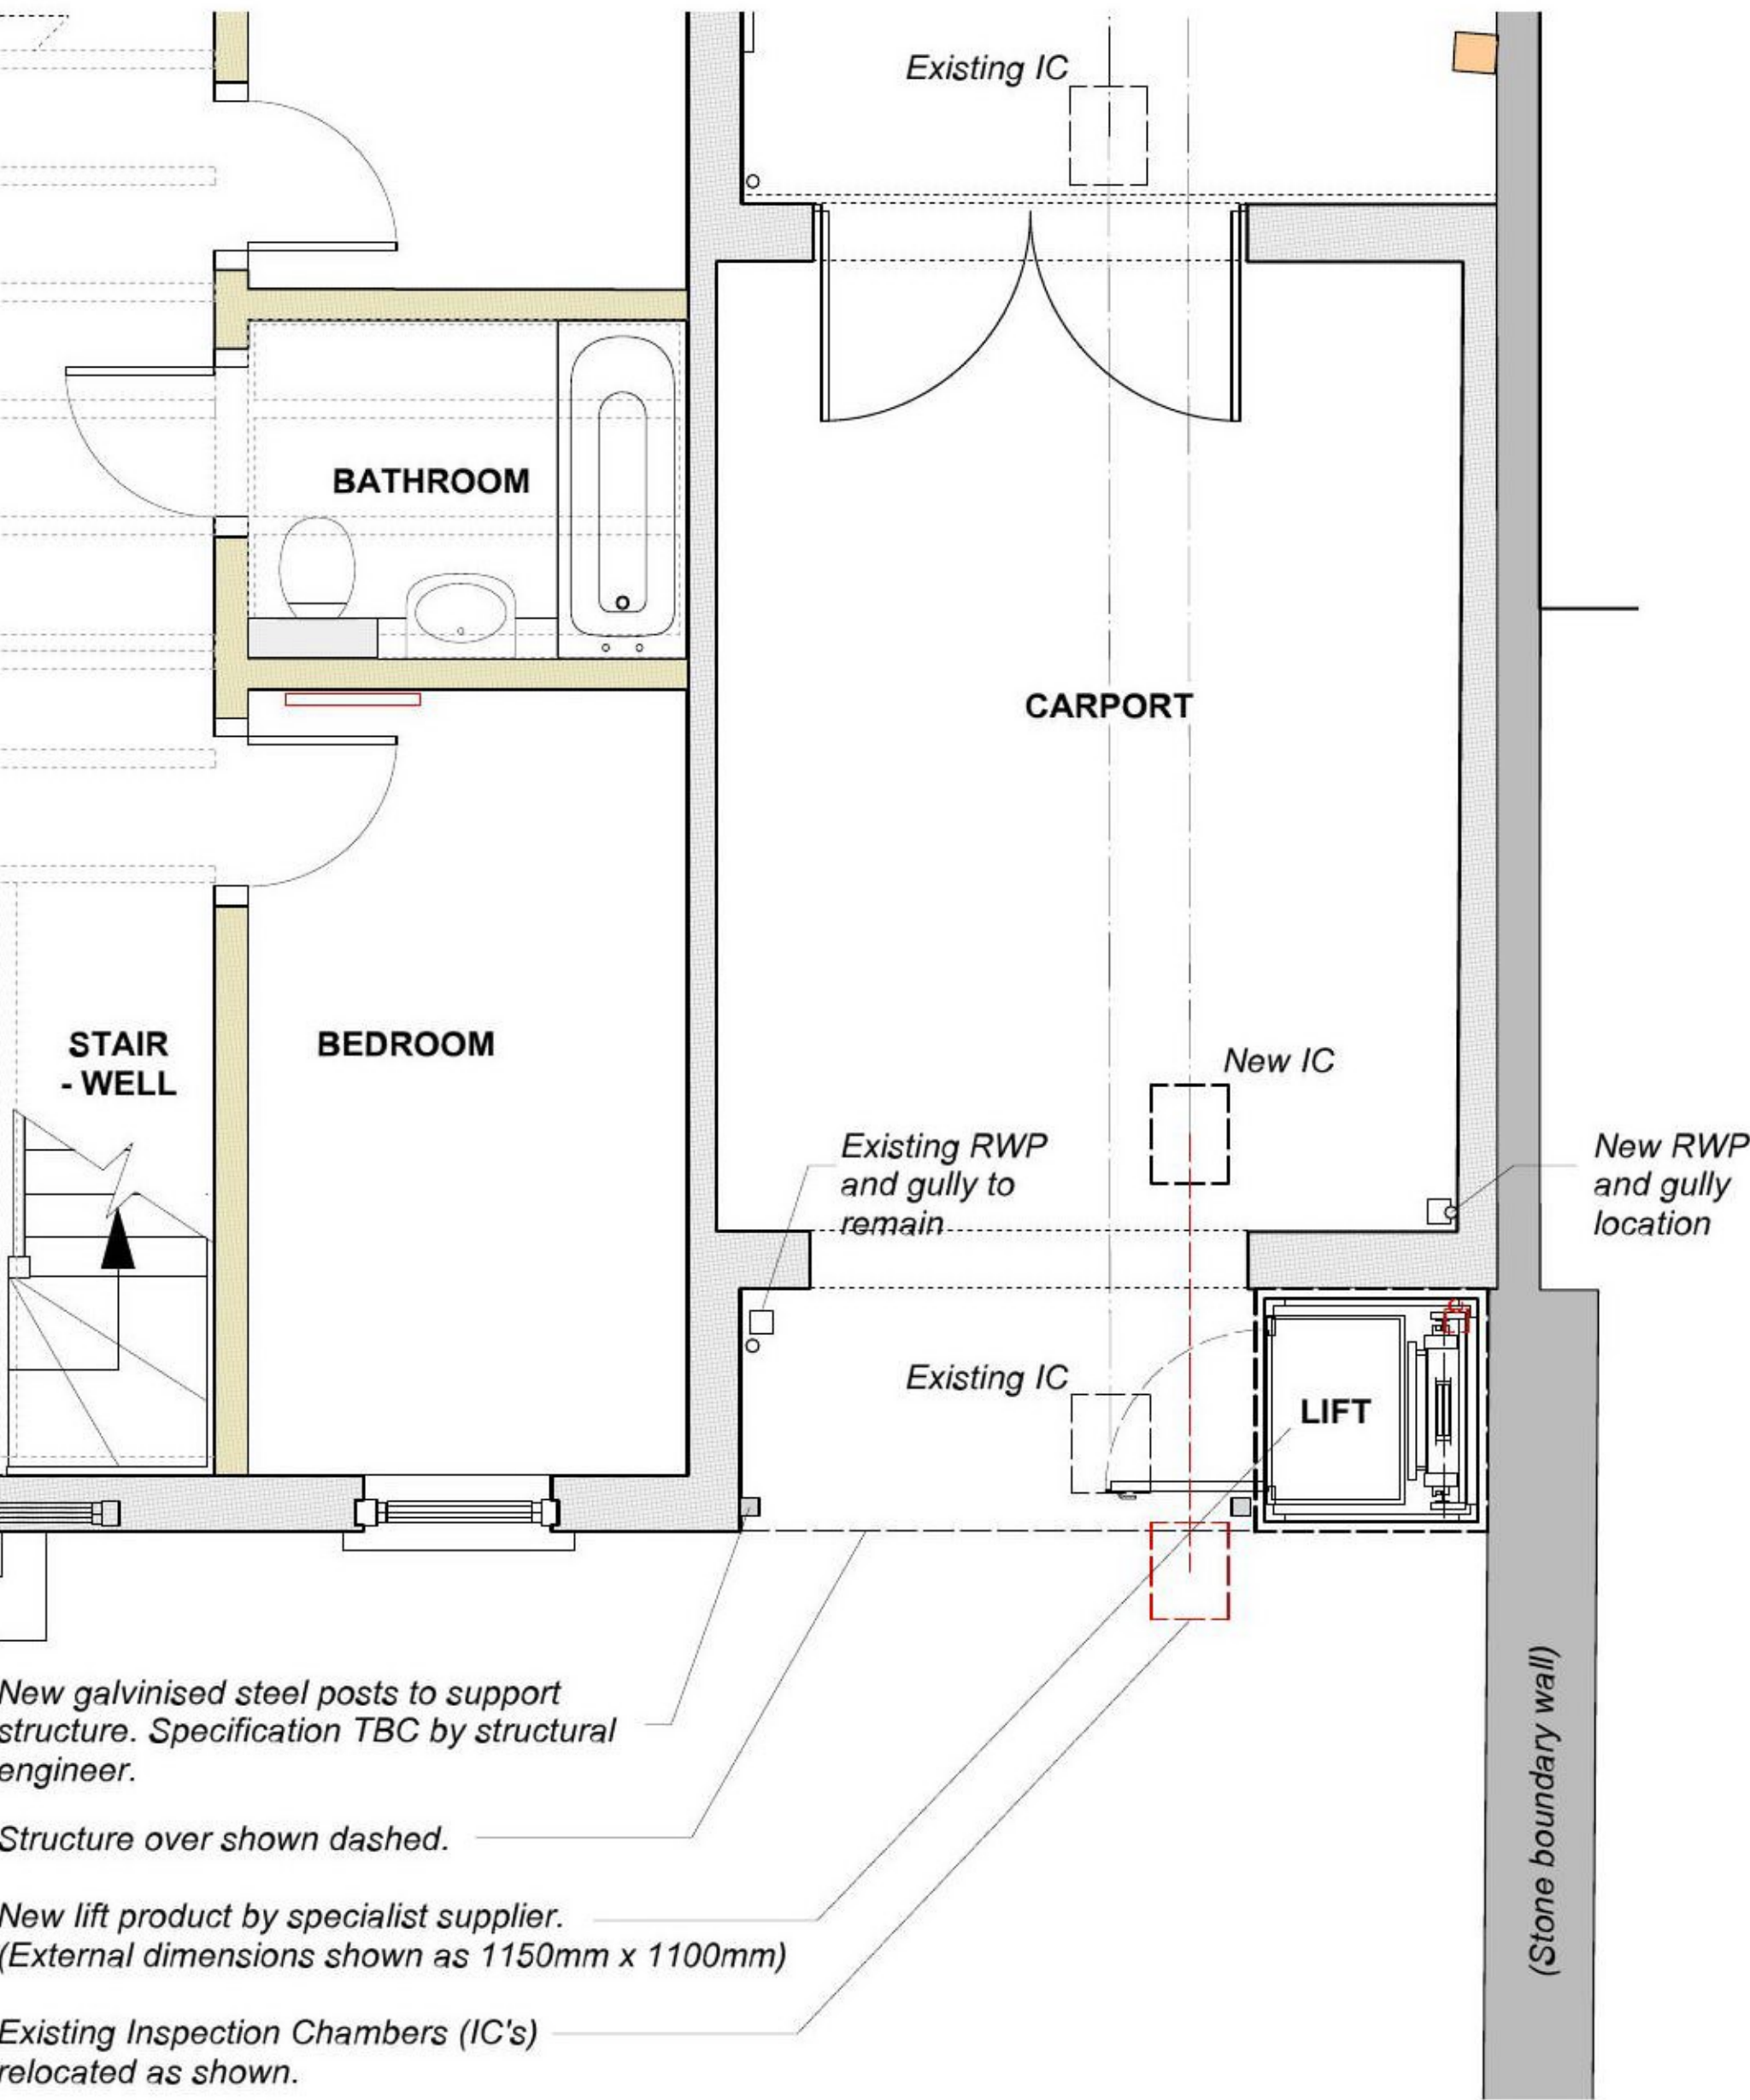 Existing IC
BATHROOM
CARPORT
STAIR
- WELL
BEDROOM
New IC
Existing RWP
and gully to
remain
New RWP
and gully
location
Existing IC
LIFT
New galvinised steel posts to support
structure. Specification TBC by structural
engineer.
Structure over shown dashed.
New lift product by specialist supplier.
(External dimensions shown as 1150mm x 1100mm)
Existing Inspection Chambers (IC's)
relocated as shown.
(Stone boundary wall)